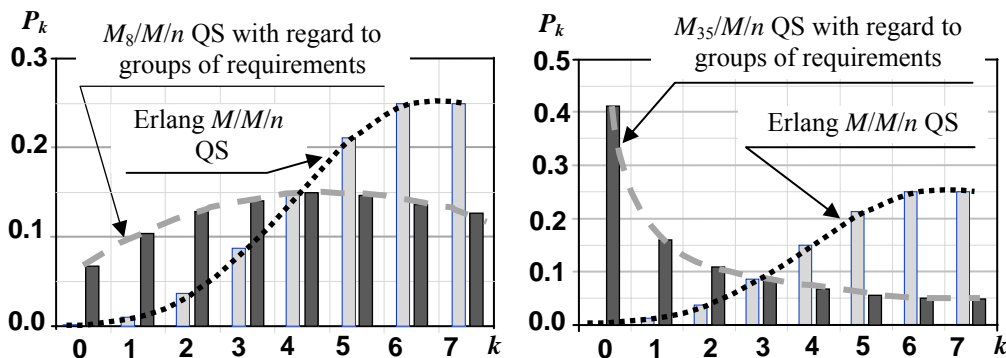 P_k
M_8/M/n QS with regard to
groups of requirements
0.3
Erlang M/M/n
QS
0.2
0.1
0.0
0 1 2 3 4 5 6 7 k
P_k
M_35/M/n QS with regard to
groups of requirements
0.5
Erlang M/M/n QS
0.4
0.3
0.2
0.1
0.0
0 1 2 3 4 5 6 7 k